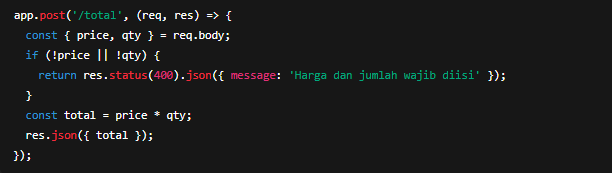 app.post('/total', (req, res) => {
  const { price, qty } = req.body;
  if (!price || !qty) {
    return res.status(400).json({ message: 'Harga dan jumlah wajib diisi' });
  }
  const total = price * qty;
  res.json({ total });
});